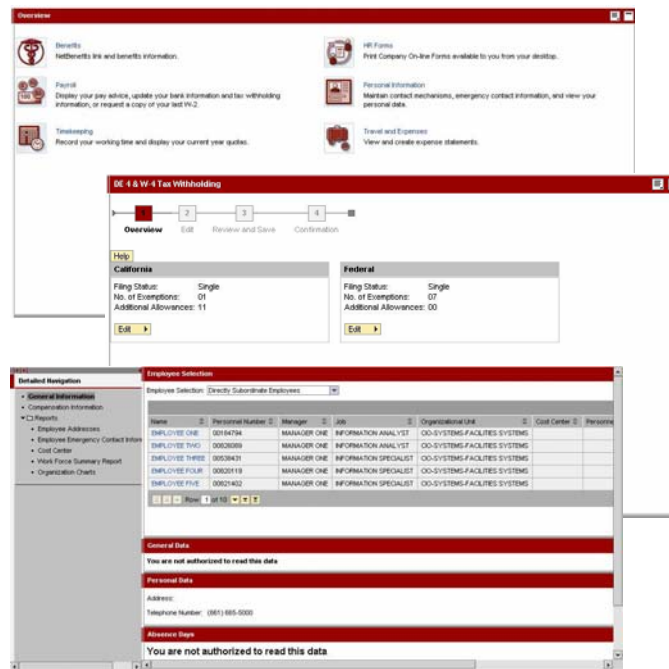 Overview
Benefits
NetBenefits link and benefits information.
HR Forms
Print Company On-line Forms available to you from your desktop.
Payroll
Display your pay advice, update your bank information and tax withholding
information, or request a copy of your last W-2
Personal Information
Maintain contact mechanisms, emergency contact information, and view your
personal data.
Timekeeping
Record your working time and display your current year quotas.
Travel and Expenses
View and create expense statements.
DE 4 & W-4 Tax Withholding
1 2 3 4
Overview Edit Review and Save Confirmation
Help
California
Filing Status: Single
No. of Exemptions: 01
Additional Allowances: 11
Edit
Federal
Filing Status: Single
No. of Exemptions: 07
Additional Allowances: 00
Edit
Detailed Navigation
General Information
Compensation Information
Reports
Employee Addresses
Employee Emergency Contact Inform
Cost Center
Work Force Summary Report
Organization Charts
Employee Selection
Employee Selection: Directly Subordinate Employees
Name Personnel Number Manager Job Organizational Unit Cost Center Personne
EMPLOYEE ONE 00184794 MANAGER ONE INFORMATION ANALYST CIO-SYSTEMS-FACILITIES SYSTEMS
EMPLOYEE TWO MANAGER ONE INFORMATION ANALYST CIO-SYSTEMS-FACILITIES SYSTEMS
EMPLOYEE THREE 00538431 MANAGER ONE INFORMATION SPECIALIST CIO-SYSTEMS-FACILITIES SYSTEMS
EMPLOYEE FOUR 00820119 MANAGER ONE INFORMATION SPECIALIST CIO-SYSTEMS-FACILITIES SYSTEMS
EMPLOYEE FIVE 00821402 MANAGER ONE INFORMATION SPECIALIST CIO-SYSTEMS-FACILITIES SYSTEMS
Row 1 of 10
General Data
You are not authorized to read this data
Personal Data
Address:
Telephone Number: (661) 665-5000
Absence Days
You are not authorized to read this data